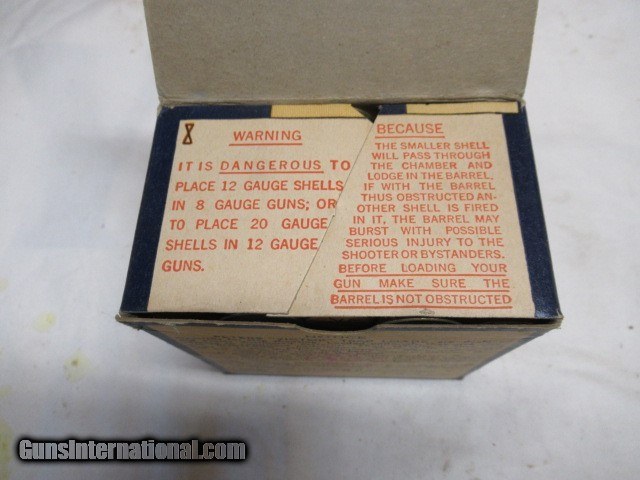 WARNING
IT IS DANGEROUS TO
PLACE 12 GAUGE SHELLS
IN 8 GAUGE GUNS; OR
TO PLACE 20 GAUGE
SHELLS IN 12 GAUGE
GUNS.
BECAUSE
THE SMALLER SHELL
WILL PASS THROUGH
THE CHAMBER AND
LODGE IN THE BARREL,
IF WITH THE BARREL
THUS OBSTRUCTED AN-
OTHER SHELL IS FIRED
IN IT, THE BARREL MAY
BURST WITH POSSIBLE
SERIOUS INJURY TO THE
SHOOTER OR BYSTANDERS.
BEFORE LOADING YOUR
GUN MAKE SURE THE
BARREL IS NOT OBSTRUCTED
GunsInternational.com